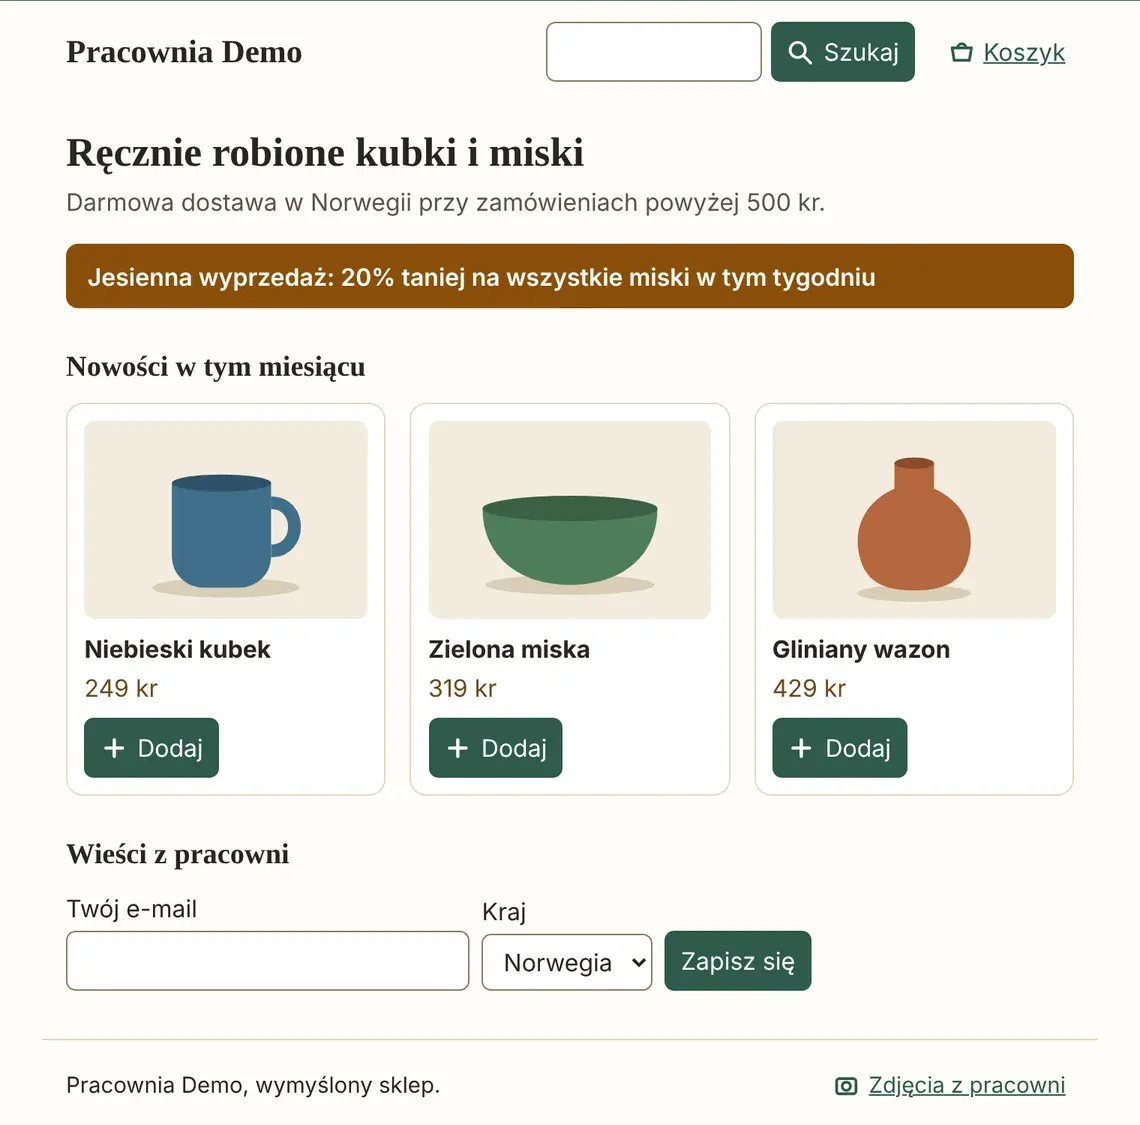 Pracownia Demo
Szukaj
Koszyk
Ręcznie robione kubki i miski
Darmowa dostawa w Norwegii przy zamówieniach powyżej 500 kr.
Jesienna wyprzedaż: 20% taniej na wszystkie miski w tym tygodniu
Nowości w tym miesiącu
Niebieski kubek
249 kr
Dodaj
Zielona miska
319 kr
Dodaj
Gliniany wazon
429 kr
Dodaj
Wieści z pracowni
Twój e-mail
Kraj
Norwegia
Zapisz się
Pracownia Demo, wymyślony sklep.
Zdjęcia z pracowni